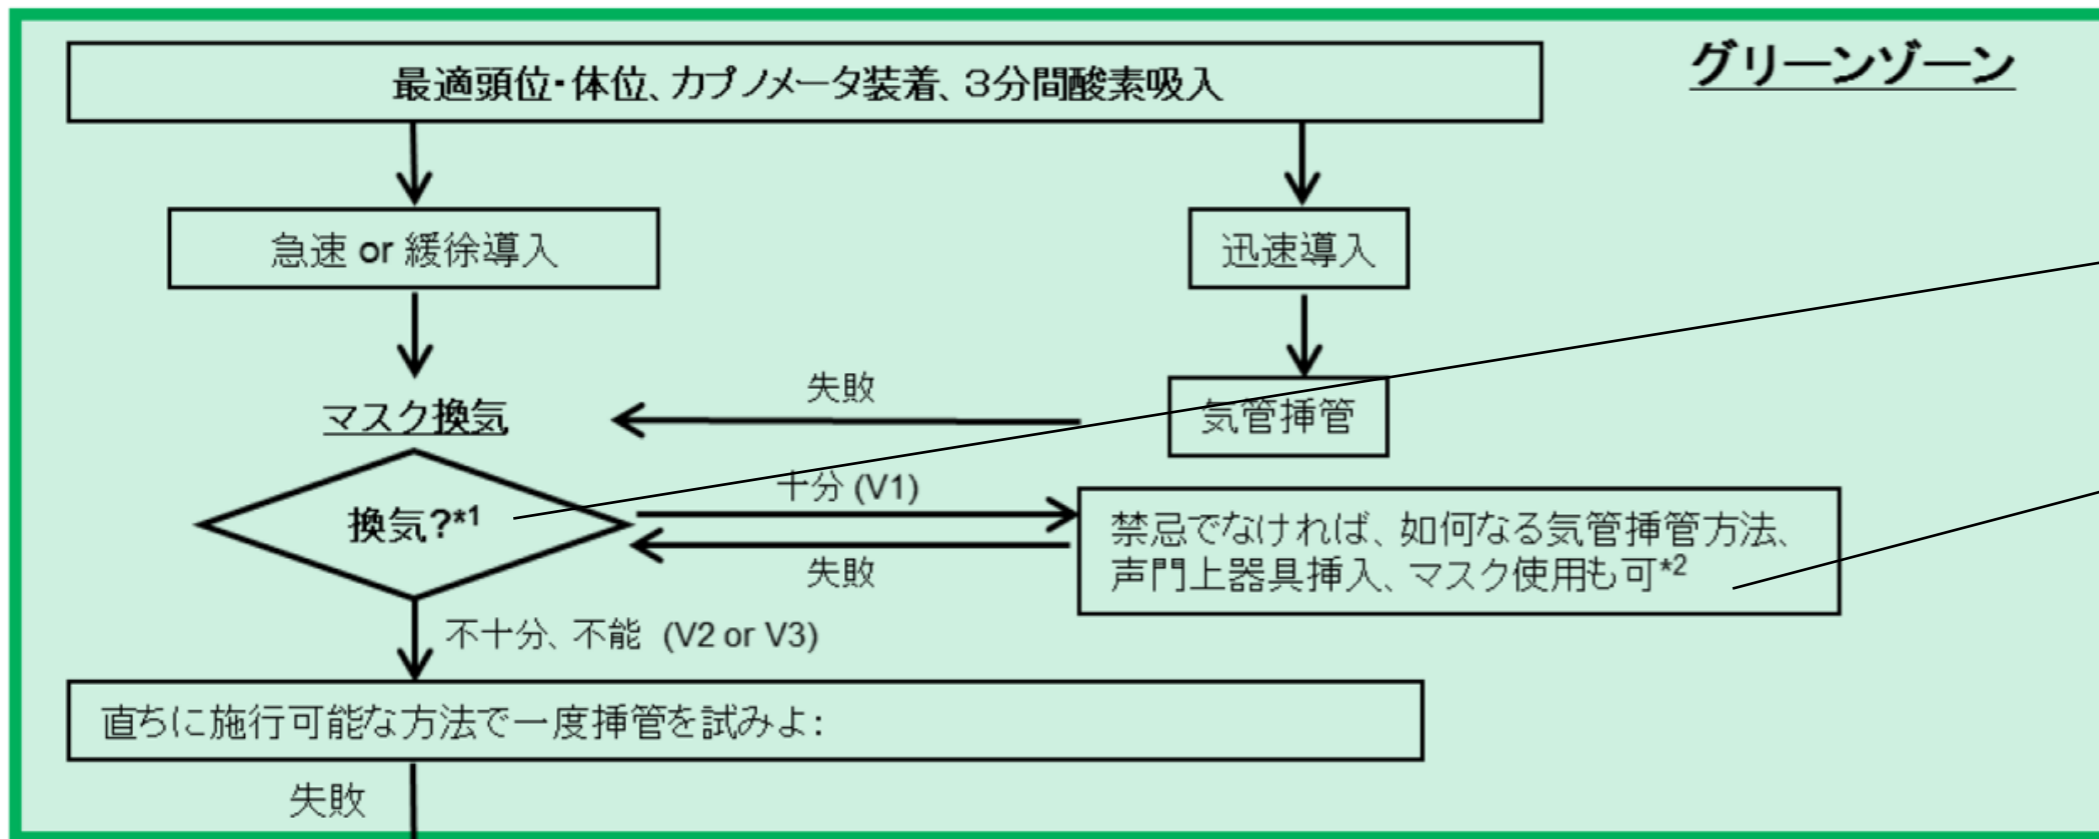 グリーンゾーン
最適頭位・体位、カプノメータ装着、3分間酸素吸入
急速 or 緩徐導入
迅速導入
マスク換気
失敗
気管挿管
換気?*1
十分 (V1)
失敗
禁忌でなければ、如何なる気管挿管方法、
声門上器具挿入、マスク使用も可*2
不十分、不能 (V2 or V3)
直ちに施行可能な方法で一度挿管を試みよ:
失敗